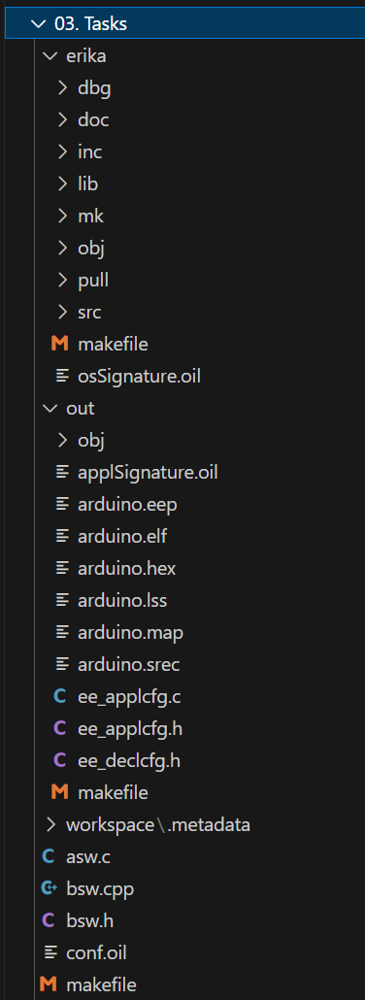 03. Tasks
erika
dbg
doc
inc
lib
mk
obj
pull
src
M makefile
osSignature.oil
out
obj
applSignature.oil
arduino.eep
arduino.elf
arduino.hex
arduino.lss
arduino.map
arduino.srec
C ee_applcfg.c
C ee_applcfg.h
C ee_declcfg.h
M makefile
workspace\.metadata
C asw.c
C++ bsw.cpp
C bsw.h
conf.oil
M makefile